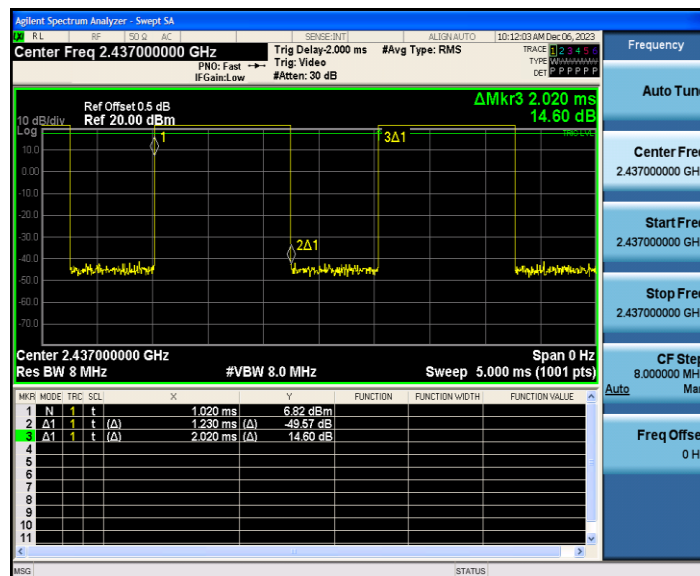 Agilent Spectrum Analyzer - Swept SA
LXI RL RF 50 Ω AC SENSE:INT ALIGN AUTO 10:12:03 AM Dec 06, 2023
Center Freq 2.437000000 GHz
PNO: Fast
IFGain:Low
Trig Delay-2.000 ms
Trig: Video
#Atten: 30 dB
#Avg Type: RMS
TRACE 1 2 3 4 5 6
TYPE
DET P P P P P P
Frequency
Auto Tune
Center Freq
2.437000000 GH
Start Freq
2.437000000 GH
Stop Freq
2.437000000 GH
CF Step
8.000000 MH
Auto Ma
Freq Offse
0 H
ΔMkr3 2.020 ms
14.60 dB
Ref Offset 0.5 dB
10 dB/div Ref 20.00 dBm
Log
TRIG LVL
1
3Δ1
2Δ1
10.0
0.00
-10.0
-20.0
-30.0
-40.0
-50.0
-60.0
-70.0
Center 2.437000000 GHz Span 0 Hz
Res BW 8 MHz #VBW 8.0 MHz Sweep 5.000 ms (1001 pts)
MKR MODE TRC SCL X Y FUNCTION FUNCTION WIDTH FUNCTION VALUE
1 N 1 t 1.020 ms 6.82 dBm
2 Δ1 1 t (Δ) 1.230 ms (Δ) -49.57 dB
3 Δ1 1 t (Δ) 2.020 ms (Δ) 14.60 dB
4
5
6
7
8
9
10
11
MSG STATUS